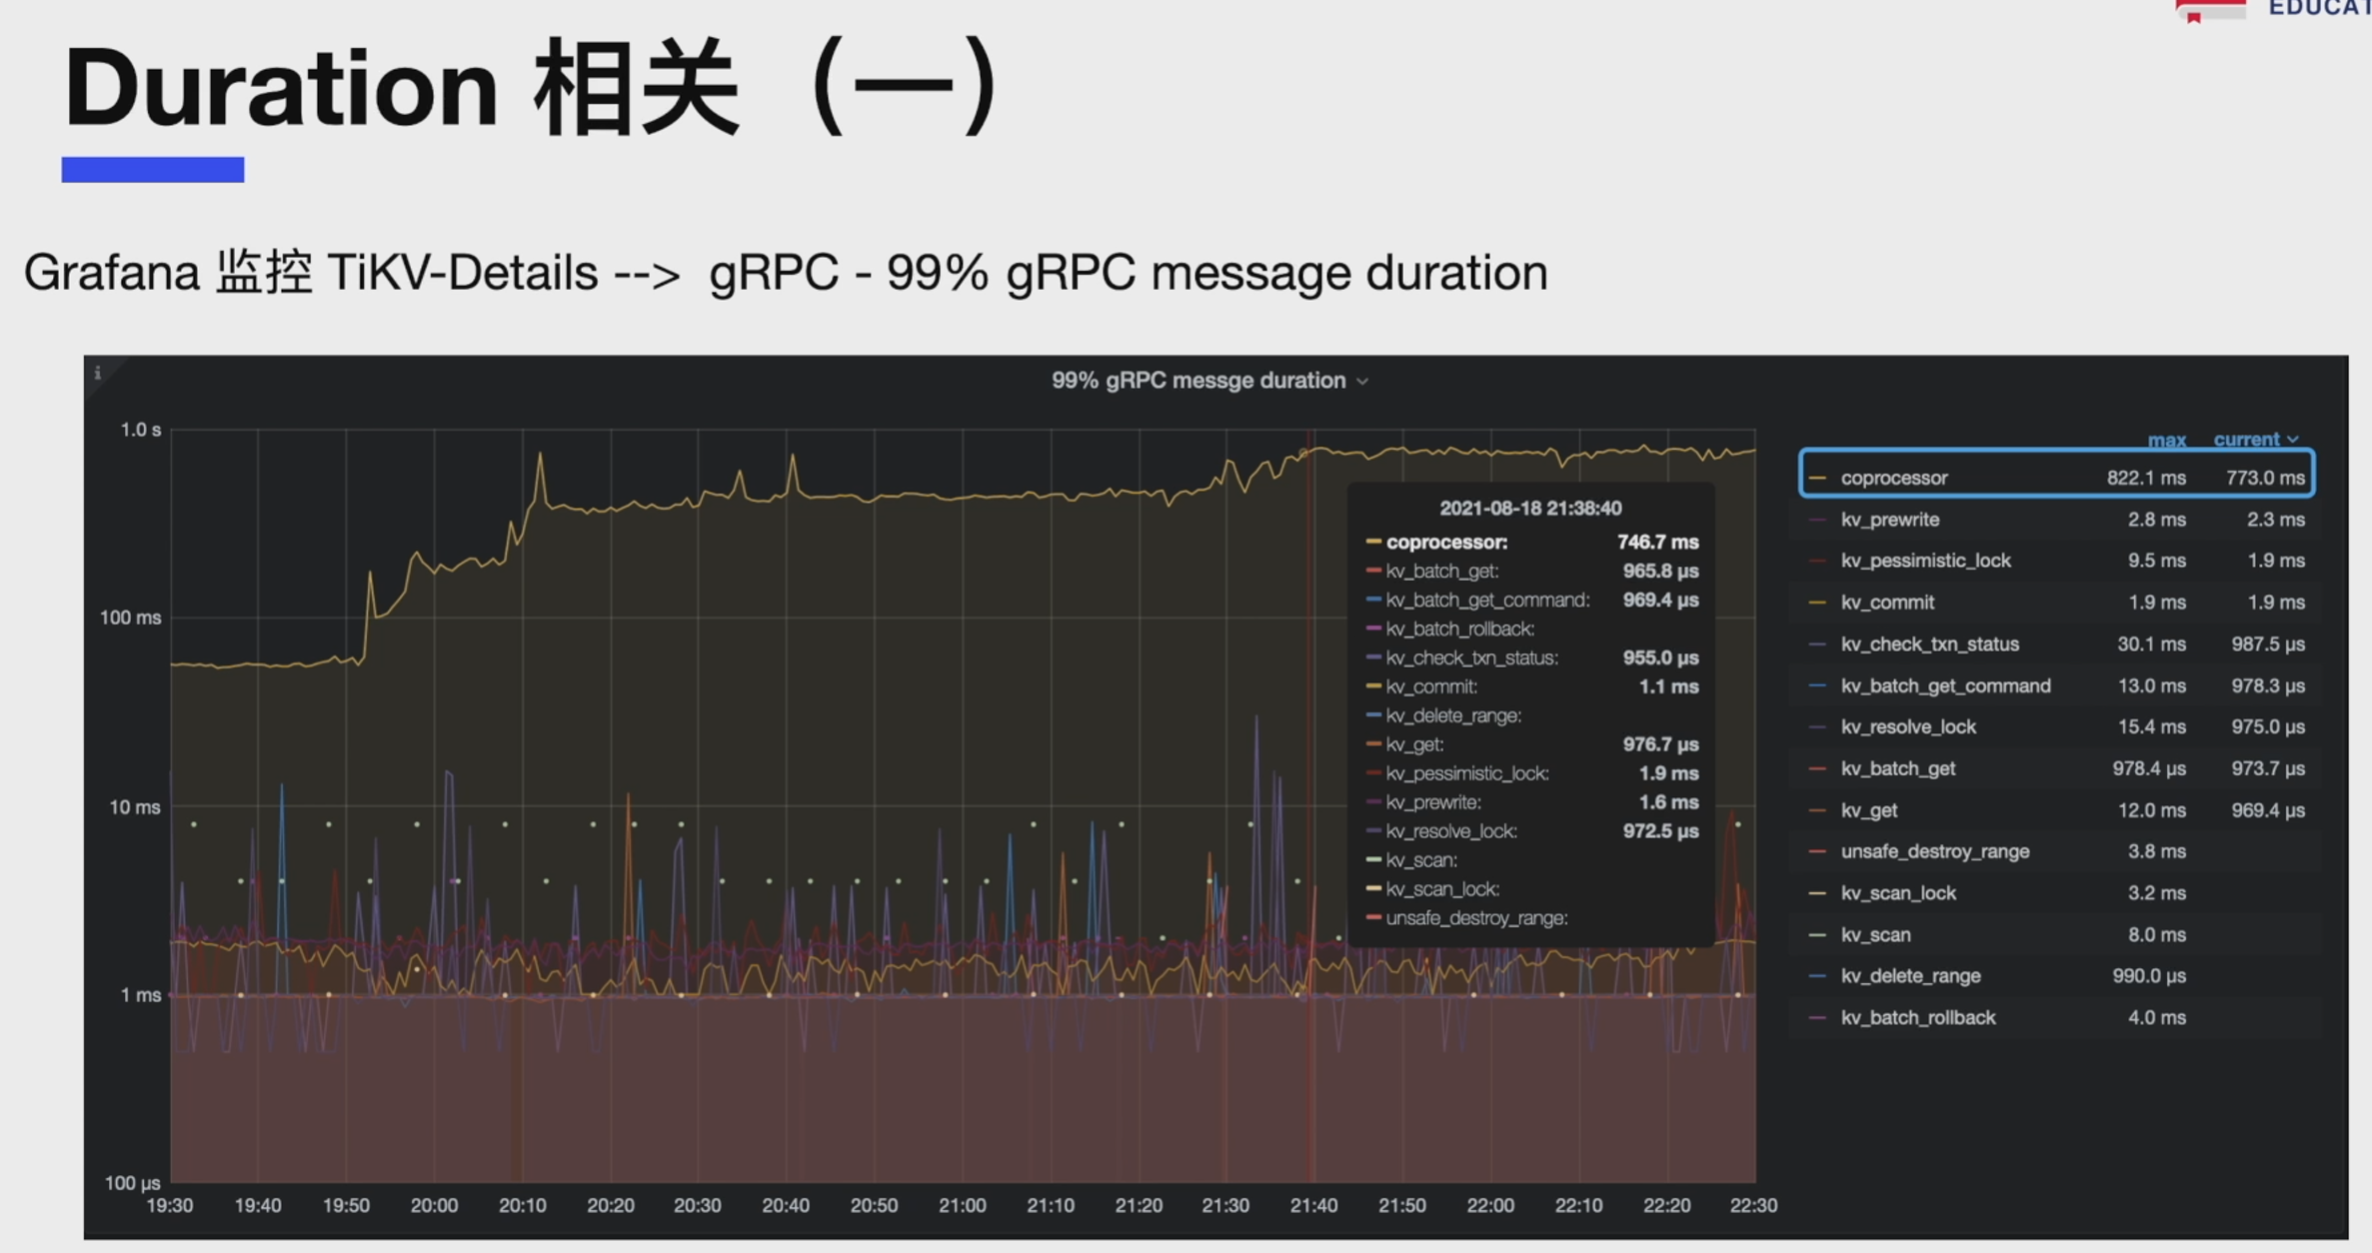 EDUCAT
Duration 相关（一）
Grafana 监控 TiKV-Details --> gRPC - 99% gRPC message duration
i
99% gRPC messge duration
max current
coprocessor 822.1 ms 773.0 ms
kv_prewrite 2.8 ms 2.3 ms
kv_pessimistic_lock 9.5 ms 1.9 ms
kv_commit 1.9 ms 1.9 ms
kv_check_txn_status 30.1 ms 987.5 µs
kv_batch_get_command 13.0 ms 978.3 µs
kv_resolve_lock 15.4 ms 975.0 µs
kv_batch_get 978.4 µs 973.7 µs
kv_get 12.0 ms 969.4 µs
unsafe_destroy_range 3.8 ms
kv_scan_lock 3.2 ms
kv_scan 8.0 ms
kv_delete_range 990.0 µs
kv_batch_rollback 4.0 ms
2021-08-18 21:38:40
coprocessor: 746.7 ms
kv_batch_get: 965.8 µs
kv_batch_get_command: 969.4 µs
kv_batch_rollback:
kv_check_txn_status: 955.0 µs
kv_commit: 1.1 ms
kv_delete_range:
kv_get: 976.7 µs
kv_pessimistic_lock: 1.9 ms
kv_prewrite: 1.6 ms
kv_resolve_lock: 972.5 µs
kv_scan:
kv_scan_lock:
unsafe_destroy_range:
1.0 s
100 ms
10 ms
1 ms
100 µs
19:30 19:40 19:50 20:00 20:10 20:20 20:30 20:40 20:50 21:00 21:10 21:20 21:30 21:40 21:50 22:00 22:10 22:20 22:30